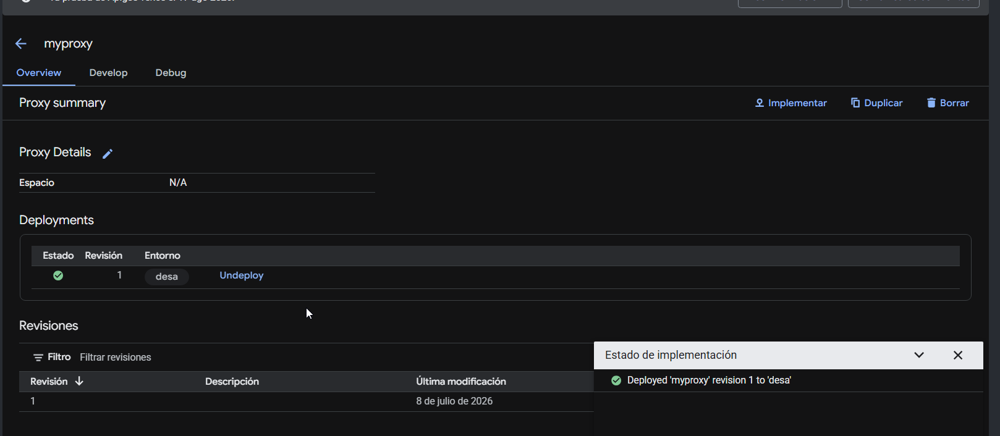 myproxy
Overview Develop Debug
Proxy summary Implementar Duplicar Borrar
Proxy Details
Espacio N/A
Deployments
Estado Revisión Entorno
1 desa Undeploy
Revisiones
Filtro Filtrar revisiones
Revisión Descripción Última modificación
1 8 de julio de 2026
Estado de implementación
Deployed 'myproxy' revision 1 to 'desa'